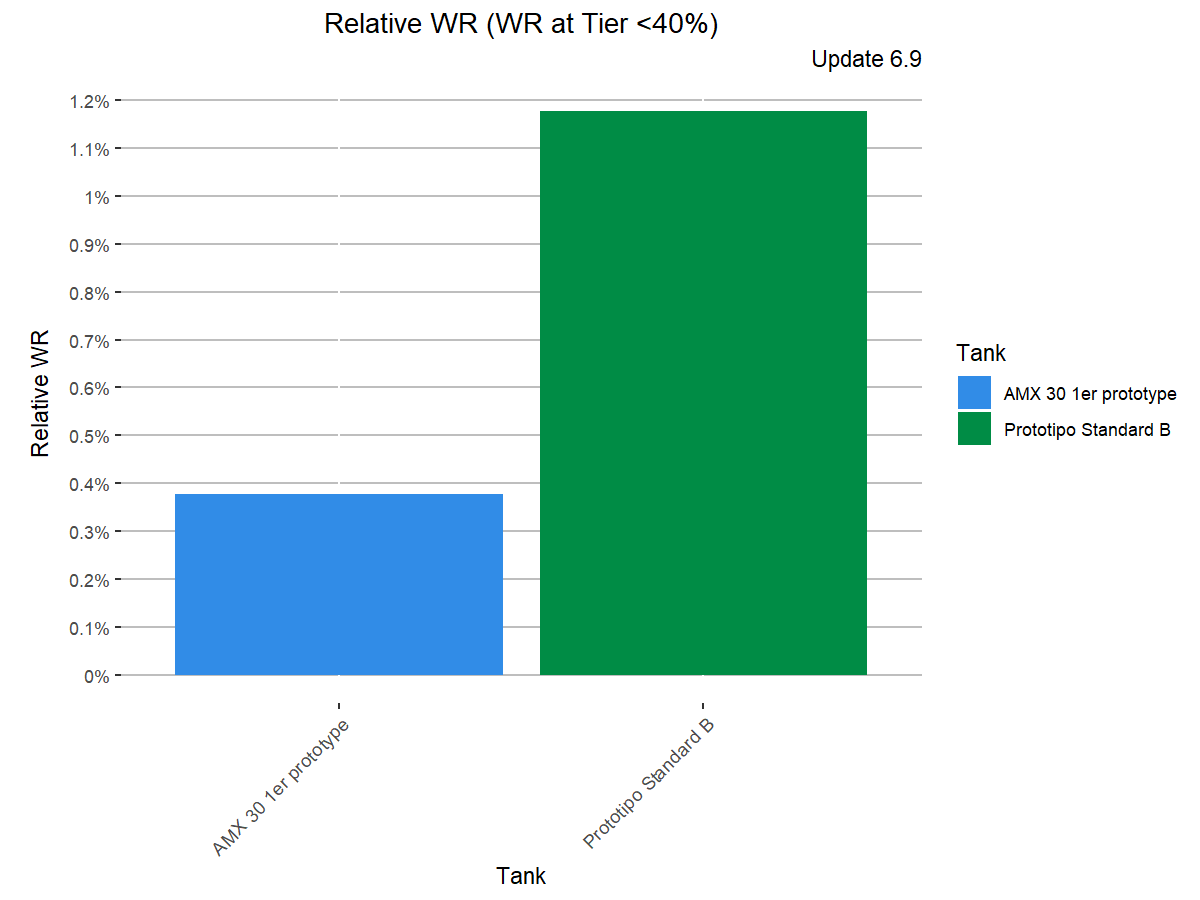 Relative WR (WR at Tier <40%)
Update 6.9
Relative WR
1.2%
1.1%
1%
0.9%
0.8%
0.7%
0.6%
0.5%
0.4%
0.3%
0.2%
0.1%
0%
AMX 30 1er prototype
Prototipo Standard B
Tank
Tank
AMX 30 1er prototype
Prototipo Standard B